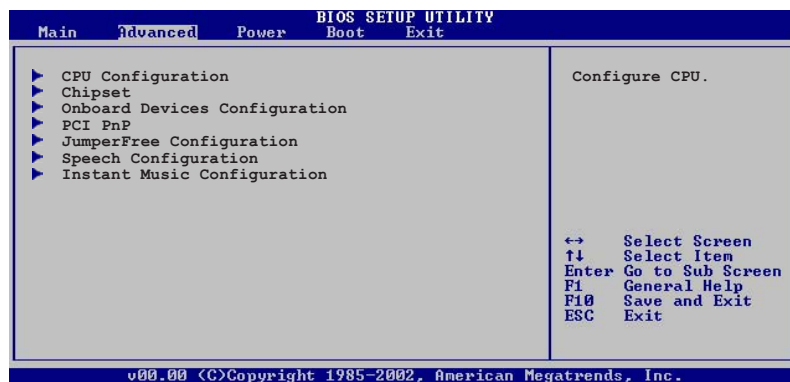 BIOS SETUP UTILITY
Main Advanced Power Boot Exit
CPU Configuration
Chipset
Onboard Devices Configuration
PCI PnP
JumperFree Configuration
Speech Configuration
Instant Music Configuration
Configure CPU.
↔ Select Screen
↑↓ Select Item
Enter Go to Sub Screen
F1 General Help
F10 Save and Exit
ESC Exit
v00.00 (C)Copyright 1985-2002, American Megatrends, Inc.